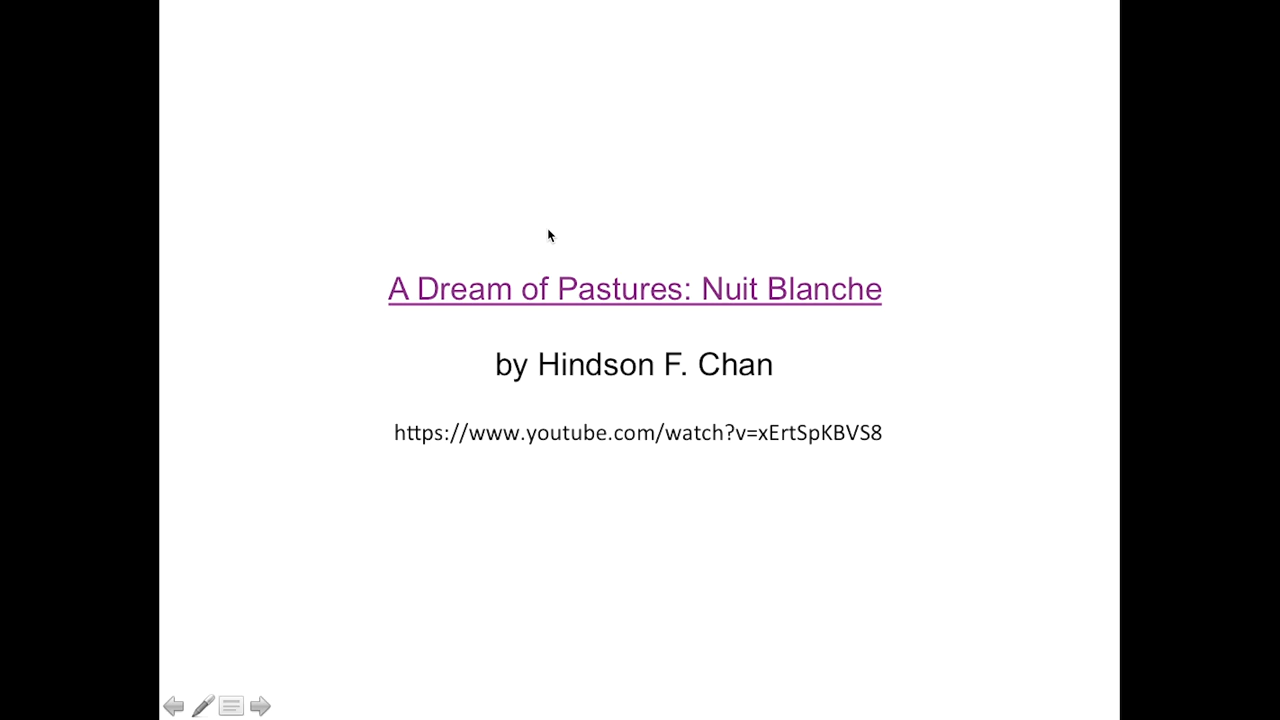 A Dream of Pastures: Nuit Blanche
by Hindson F. Chan
https://www.youtube.com/watch?v=xErtSpKBVS8